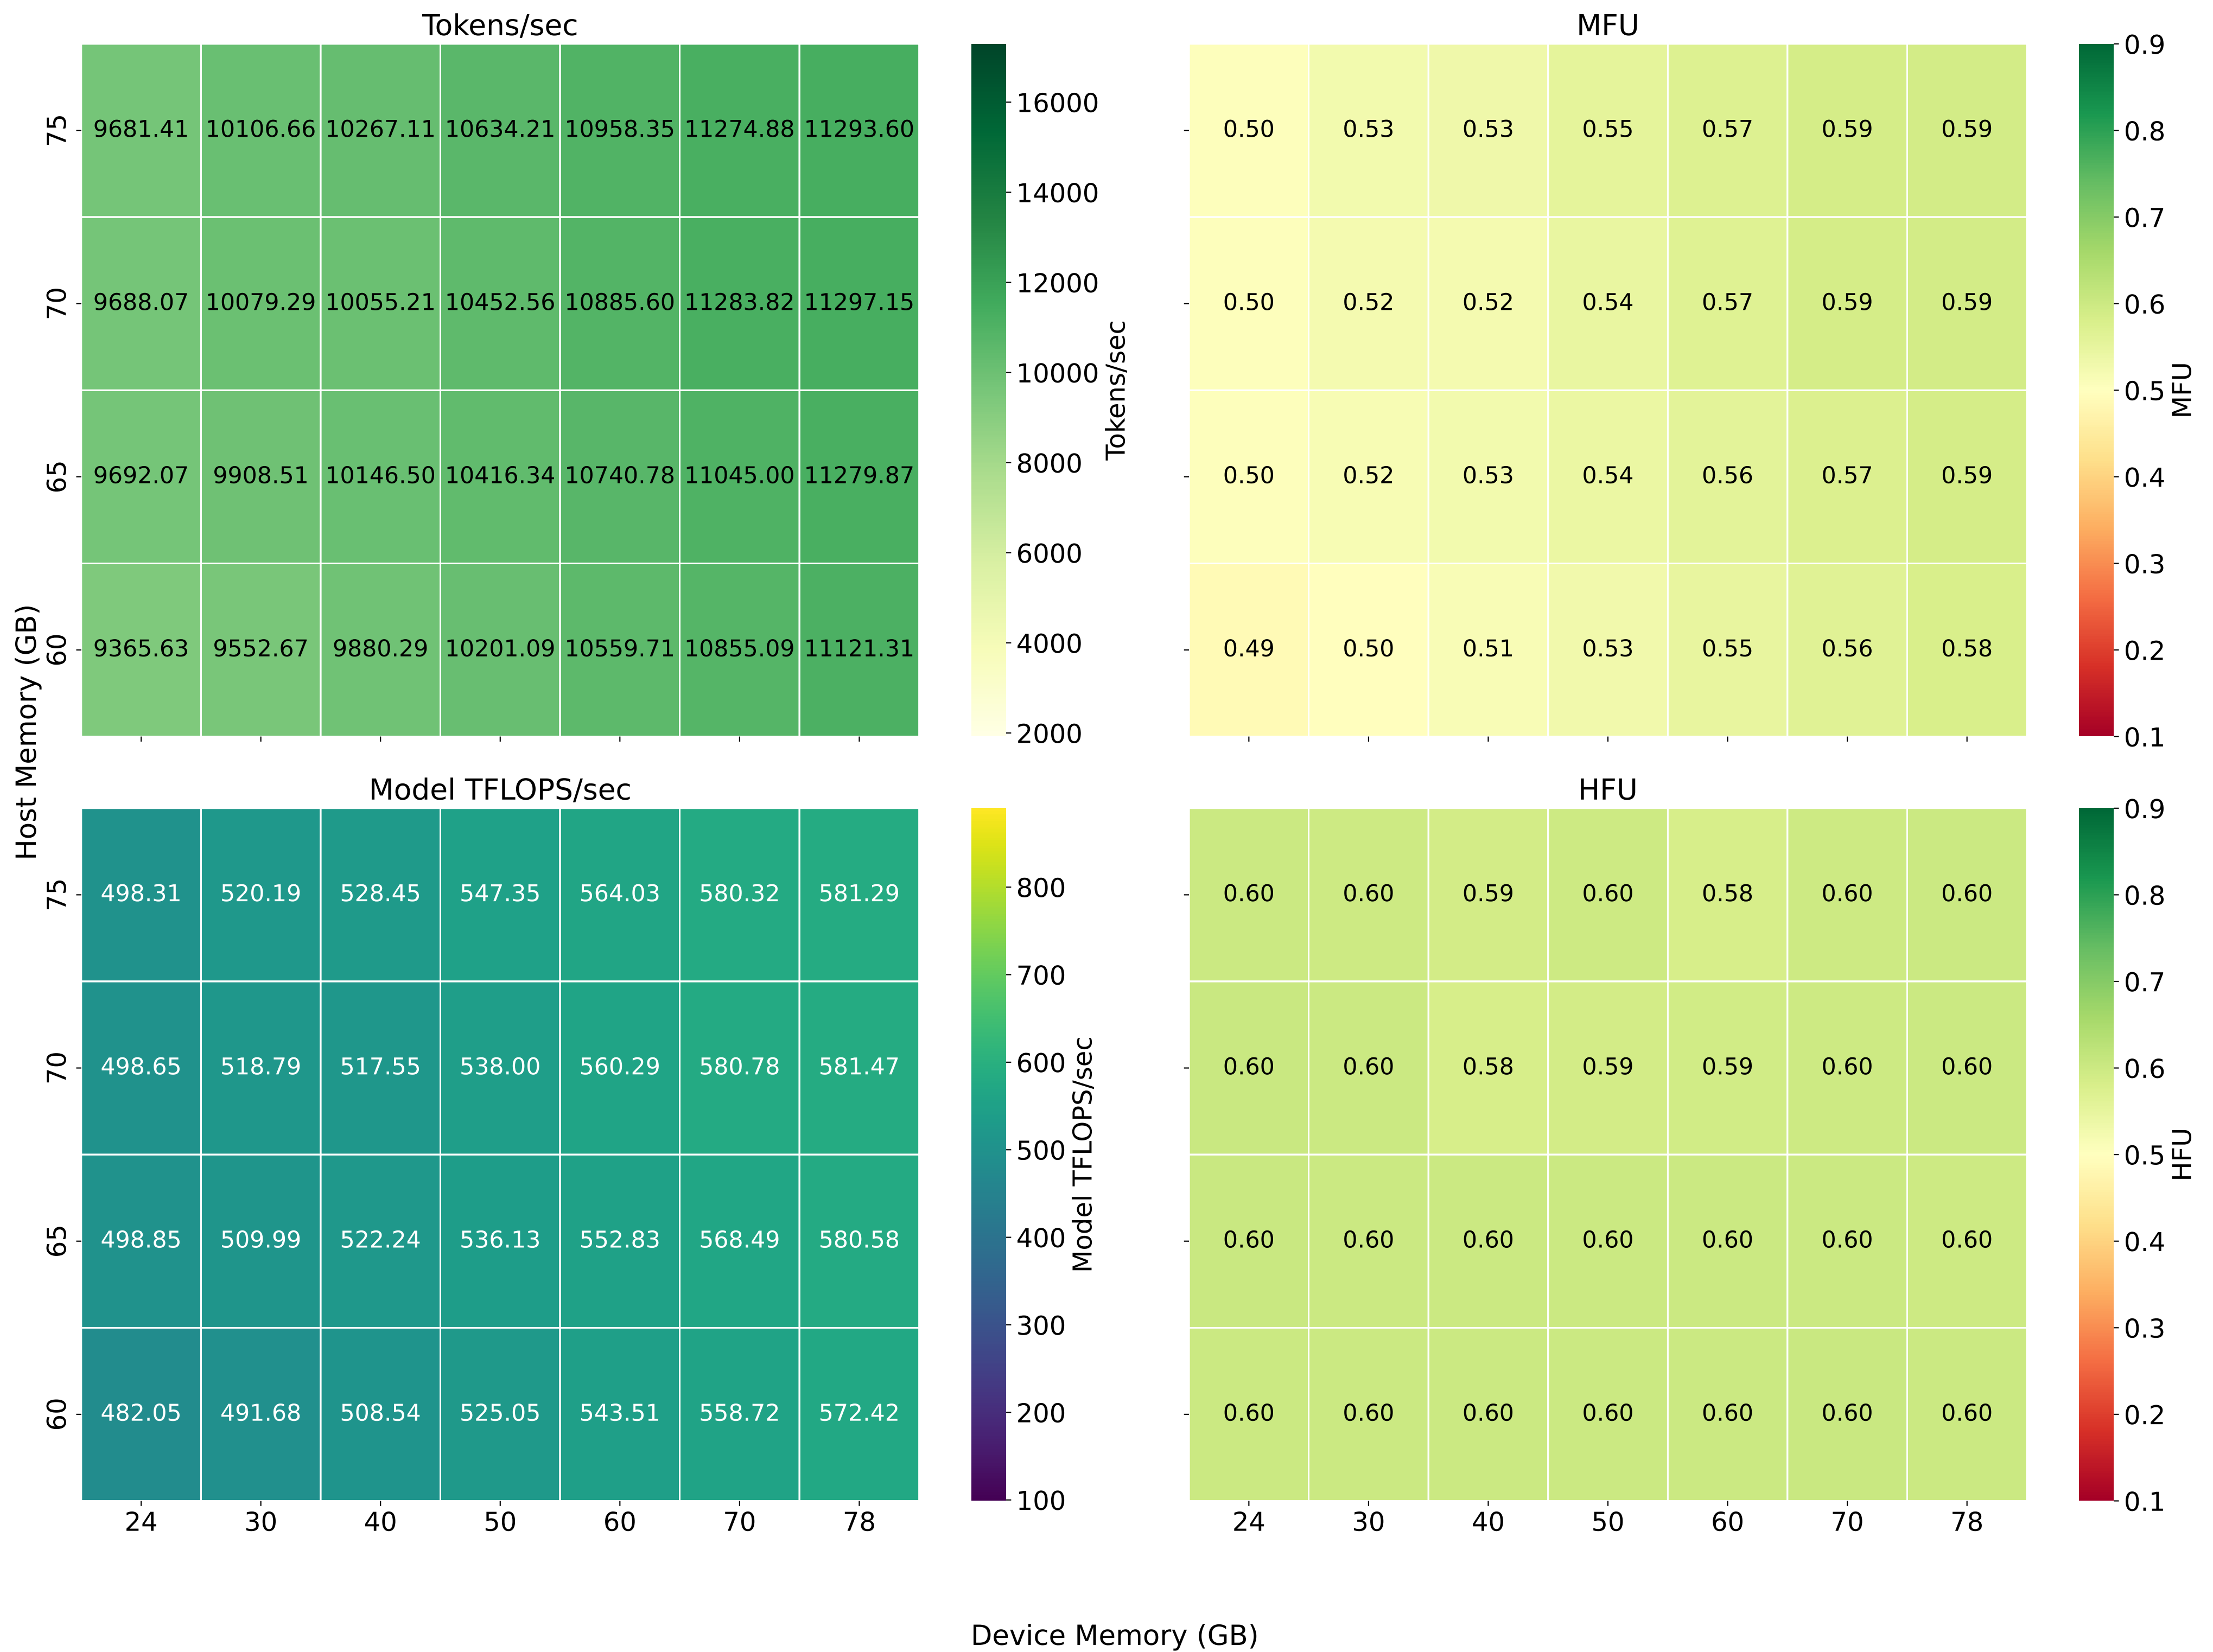 Tokens/sec
75 9681.41 10106.66 10267.11 10634.21 10958.35 11274.88 11293.60
70 9688.07 10079.29 10055.21 10452.56 10885.60 11283.82 11297.15
65 9692.07 9908.51 10146.50 10416.34 10740.78 11045.00 11279.87
60 9365.63 9552.67 9880.29 10201.09 10559.71 10855.09 11121.31
16000
14000
12000
10000
8000
6000
4000
2000
Tokens/sec
MFU
0.50 0.53 0.53 0.55 0.57 0.59 0.59
0.50 0.52 0.52 0.54 0.57 0.59 0.59
0.50 0.52 0.53 0.54 0.56 0.57 0.59
0.49 0.50 0.51 0.53 0.55 0.56 0.58
0.9
0.8
0.7
0.6
0.5
0.4
0.3
0.2
0.1
MFU
Host Memory (GB)
Model TFLOPS/sec
75 498.31 520.19 528.45 547.35 564.03 580.32 581.29
70 498.65 518.79 517.55 538.00 560.29 580.78 581.47
65 498.85 509.99 522.24 536.13 552.83 568.49 580.58
60 482.05 491.68 508.54 525.05 543.51 558.72 572.42
24 30 40 50 60 70 78
800
700
600
500
400
300
200
100
Model TFLOPS/sec
HFU
0.60 0.60 0.59 0.60 0.58 0.60 0.60
0.60 0.60 0.58 0.59 0.59 0.60 0.60
0.60 0.60 0.60 0.60 0.60 0.60 0.60
0.60 0.60 0.60 0.60 0.60 0.60 0.60
24 30 40 50 60 70 78
0.9
0.8
0.7
0.6
0.5
0.4
0.3
0.2
0.1
HFU
Device Memory (GB)